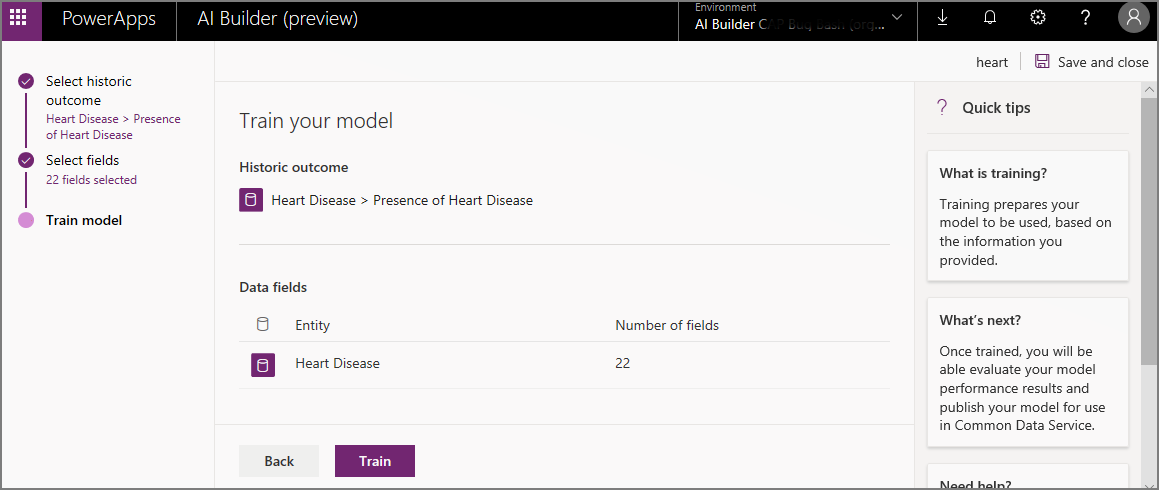 PowerApps
AI Builder (preview)
Environment
AI Builder
?
Select historic
outcome
Heart Disease > Presence
of Heart Disease
Select fields
22 fields selected
Train model
heart
Save and close
Train your model
Historic outcome
Heart Disease > Presence of Heart Disease
Data fields
Entity Number of fields
Heart Disease 22
Back Train
? Quick tips
What is training?
Training prepares your
model to be used, based on
the information you
provided.
What's next?
Once trained, you will be
able evaluate your model
performance results and
publish your model for use
in Common Data Service.
Need help?